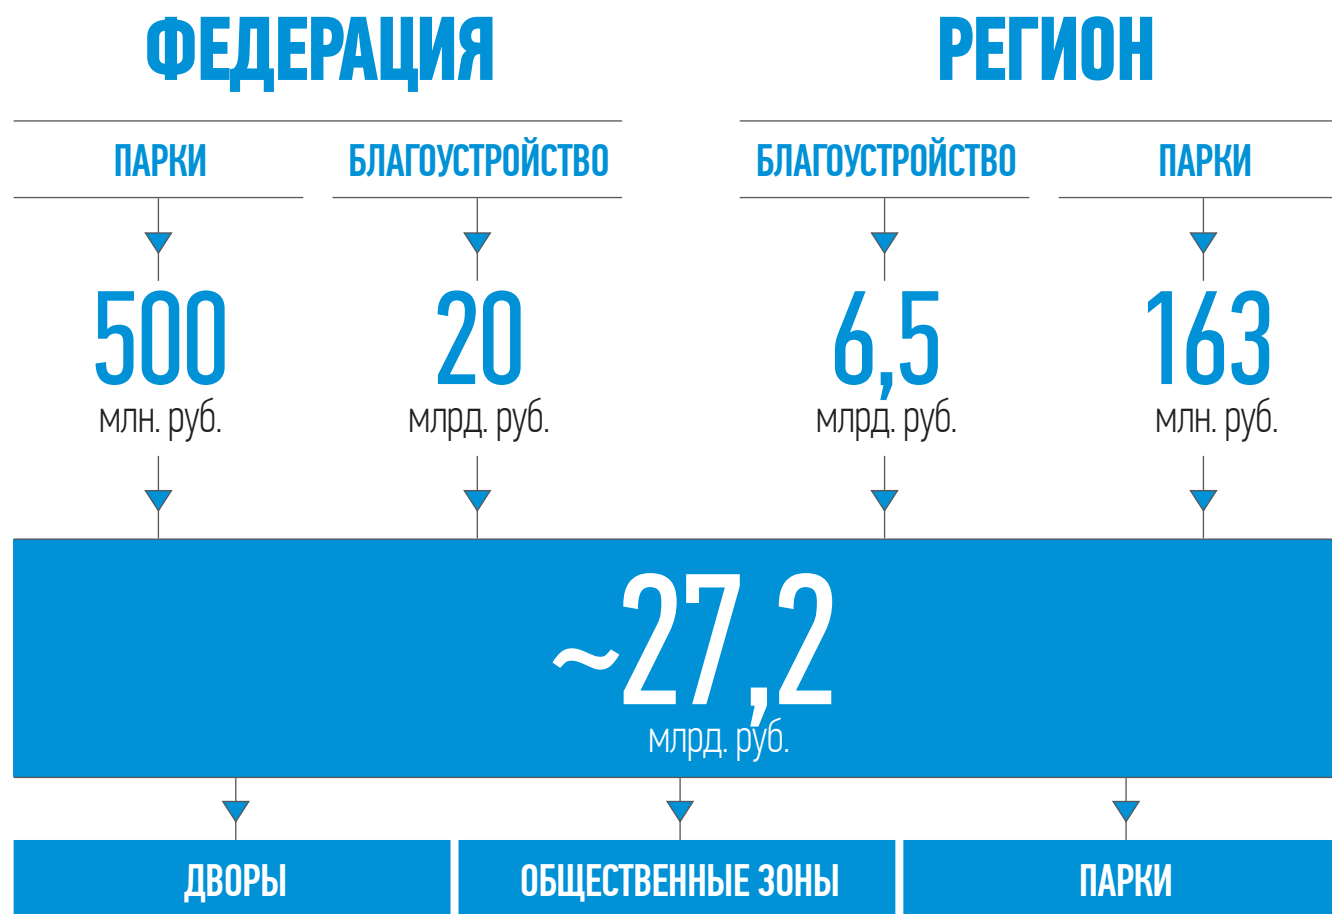 ФЕДЕРАЦИЯ
РЕГИОН
ПАРКИ
БЛАГОУСТРОЙСТВО
БЛАГОУСТРОЙСТВО
ПАРКИ
500
млн. руб.
20
млрд. руб.
6,5
млрд. руб.
163
млн. руб.
~27,2
млрд. руб.
ДВОРЫ
ОБЩЕСТВЕННЫЕ ЗОНЫ
ПАРКИ